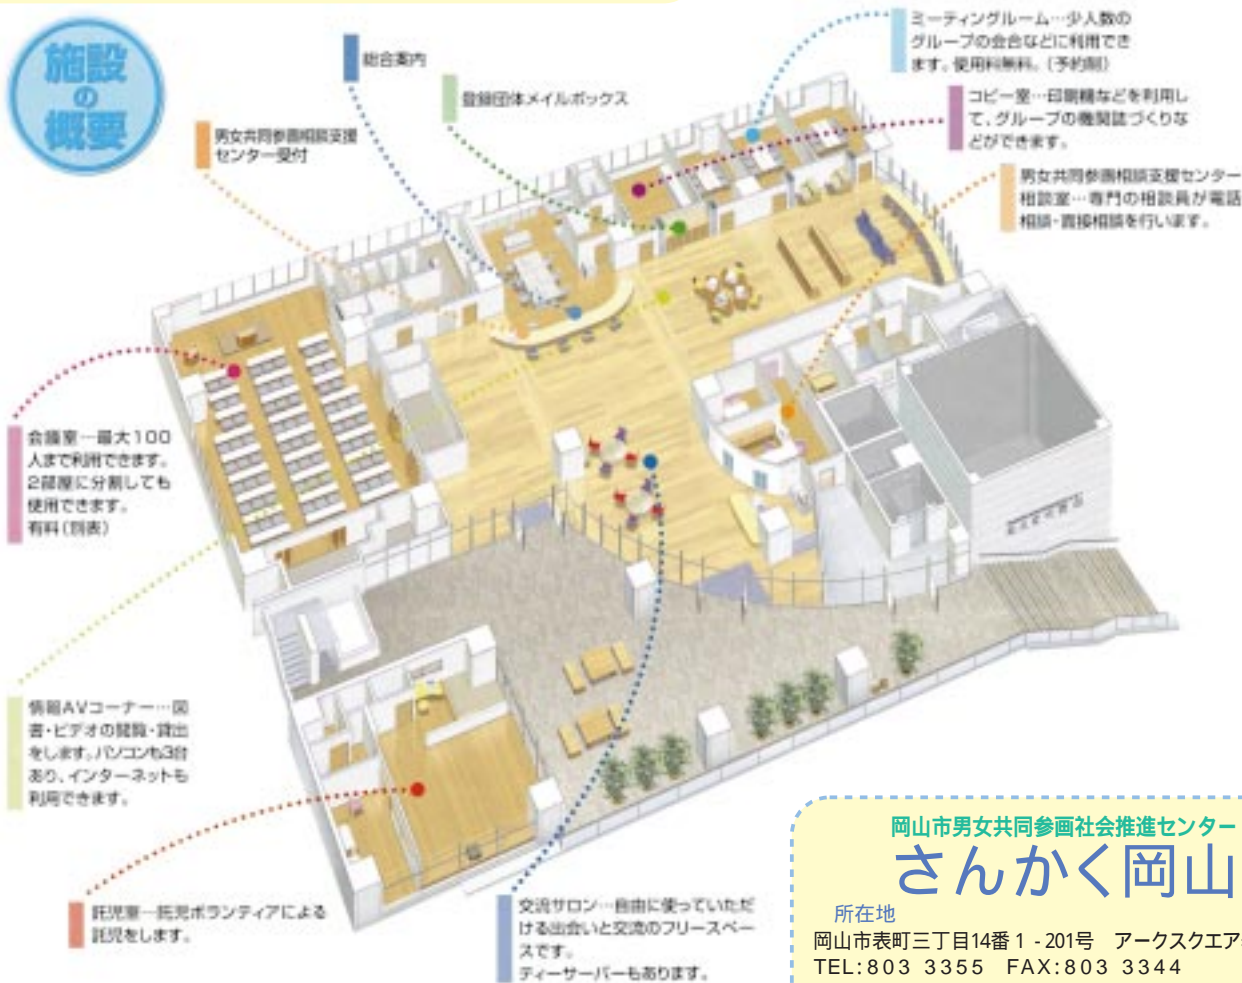 施設
の
概要
総合案内
登録団体メイルボックス
男女共同参画相談支援
センター受付
ミーティングルーム…少人数の
グループの会合などに利用でき
ます。使用料無料。(予約制)
コピー室…印刷機などを利用し
て、グループの機関誌づくりな
どができます。
男女共同参画相談支援センター
相談室…専門の相談員が電話
相談・面接相談を行います。
会議室…最大100
人まで利用できます。
2部屋に分割しても
使用できます。
有料(別表)
情報AVコーナー…図
書・ビデオの閲覧・貸出
をします。パソコンも3台
あり、インターネットも
利用できます。
託児室…託児ボランティアによる
託児をします。
交流サロン…自由に使っていただ
ける出会いと交流のフリースペー
スです。
ティーサーバーもあります。
岡山市男女共同参画社会推進センター
さんかく岡山
所在地
岡山市表町三丁目14番1-201号 アークスクエア
TEL:803 3355 FAX:803 3344